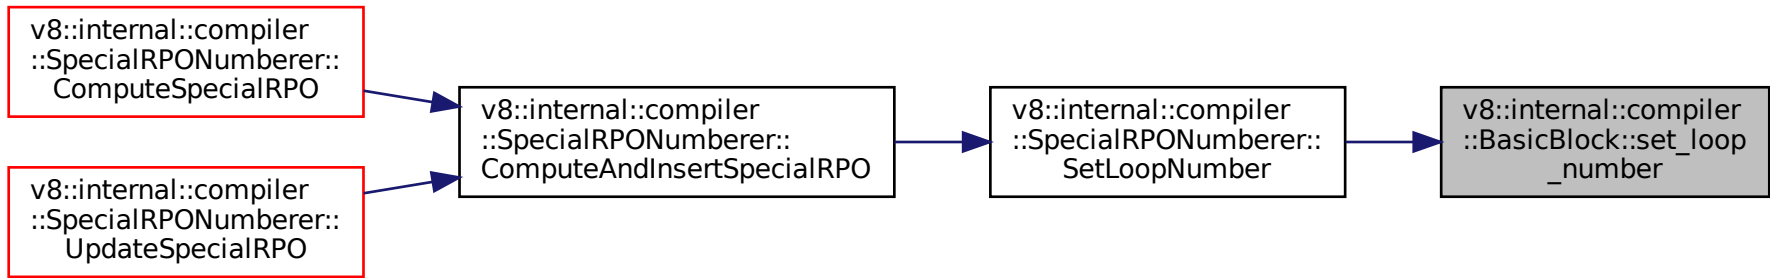 v8::internal::compiler
::SpecialRPONumberer::
ComputeSpecialRPO
v8::internal::compiler
::SpecialRPONumberer::
UpdateSpecialRPO
v8::internal::compiler
::SpecialRPONumberer::
ComputeAndInsertSpecialRPO
v8::internal::compiler
::SpecialRPONumberer::
SetLoopNumber
v8::internal::compiler
::BasicBlock::set_loop
_number